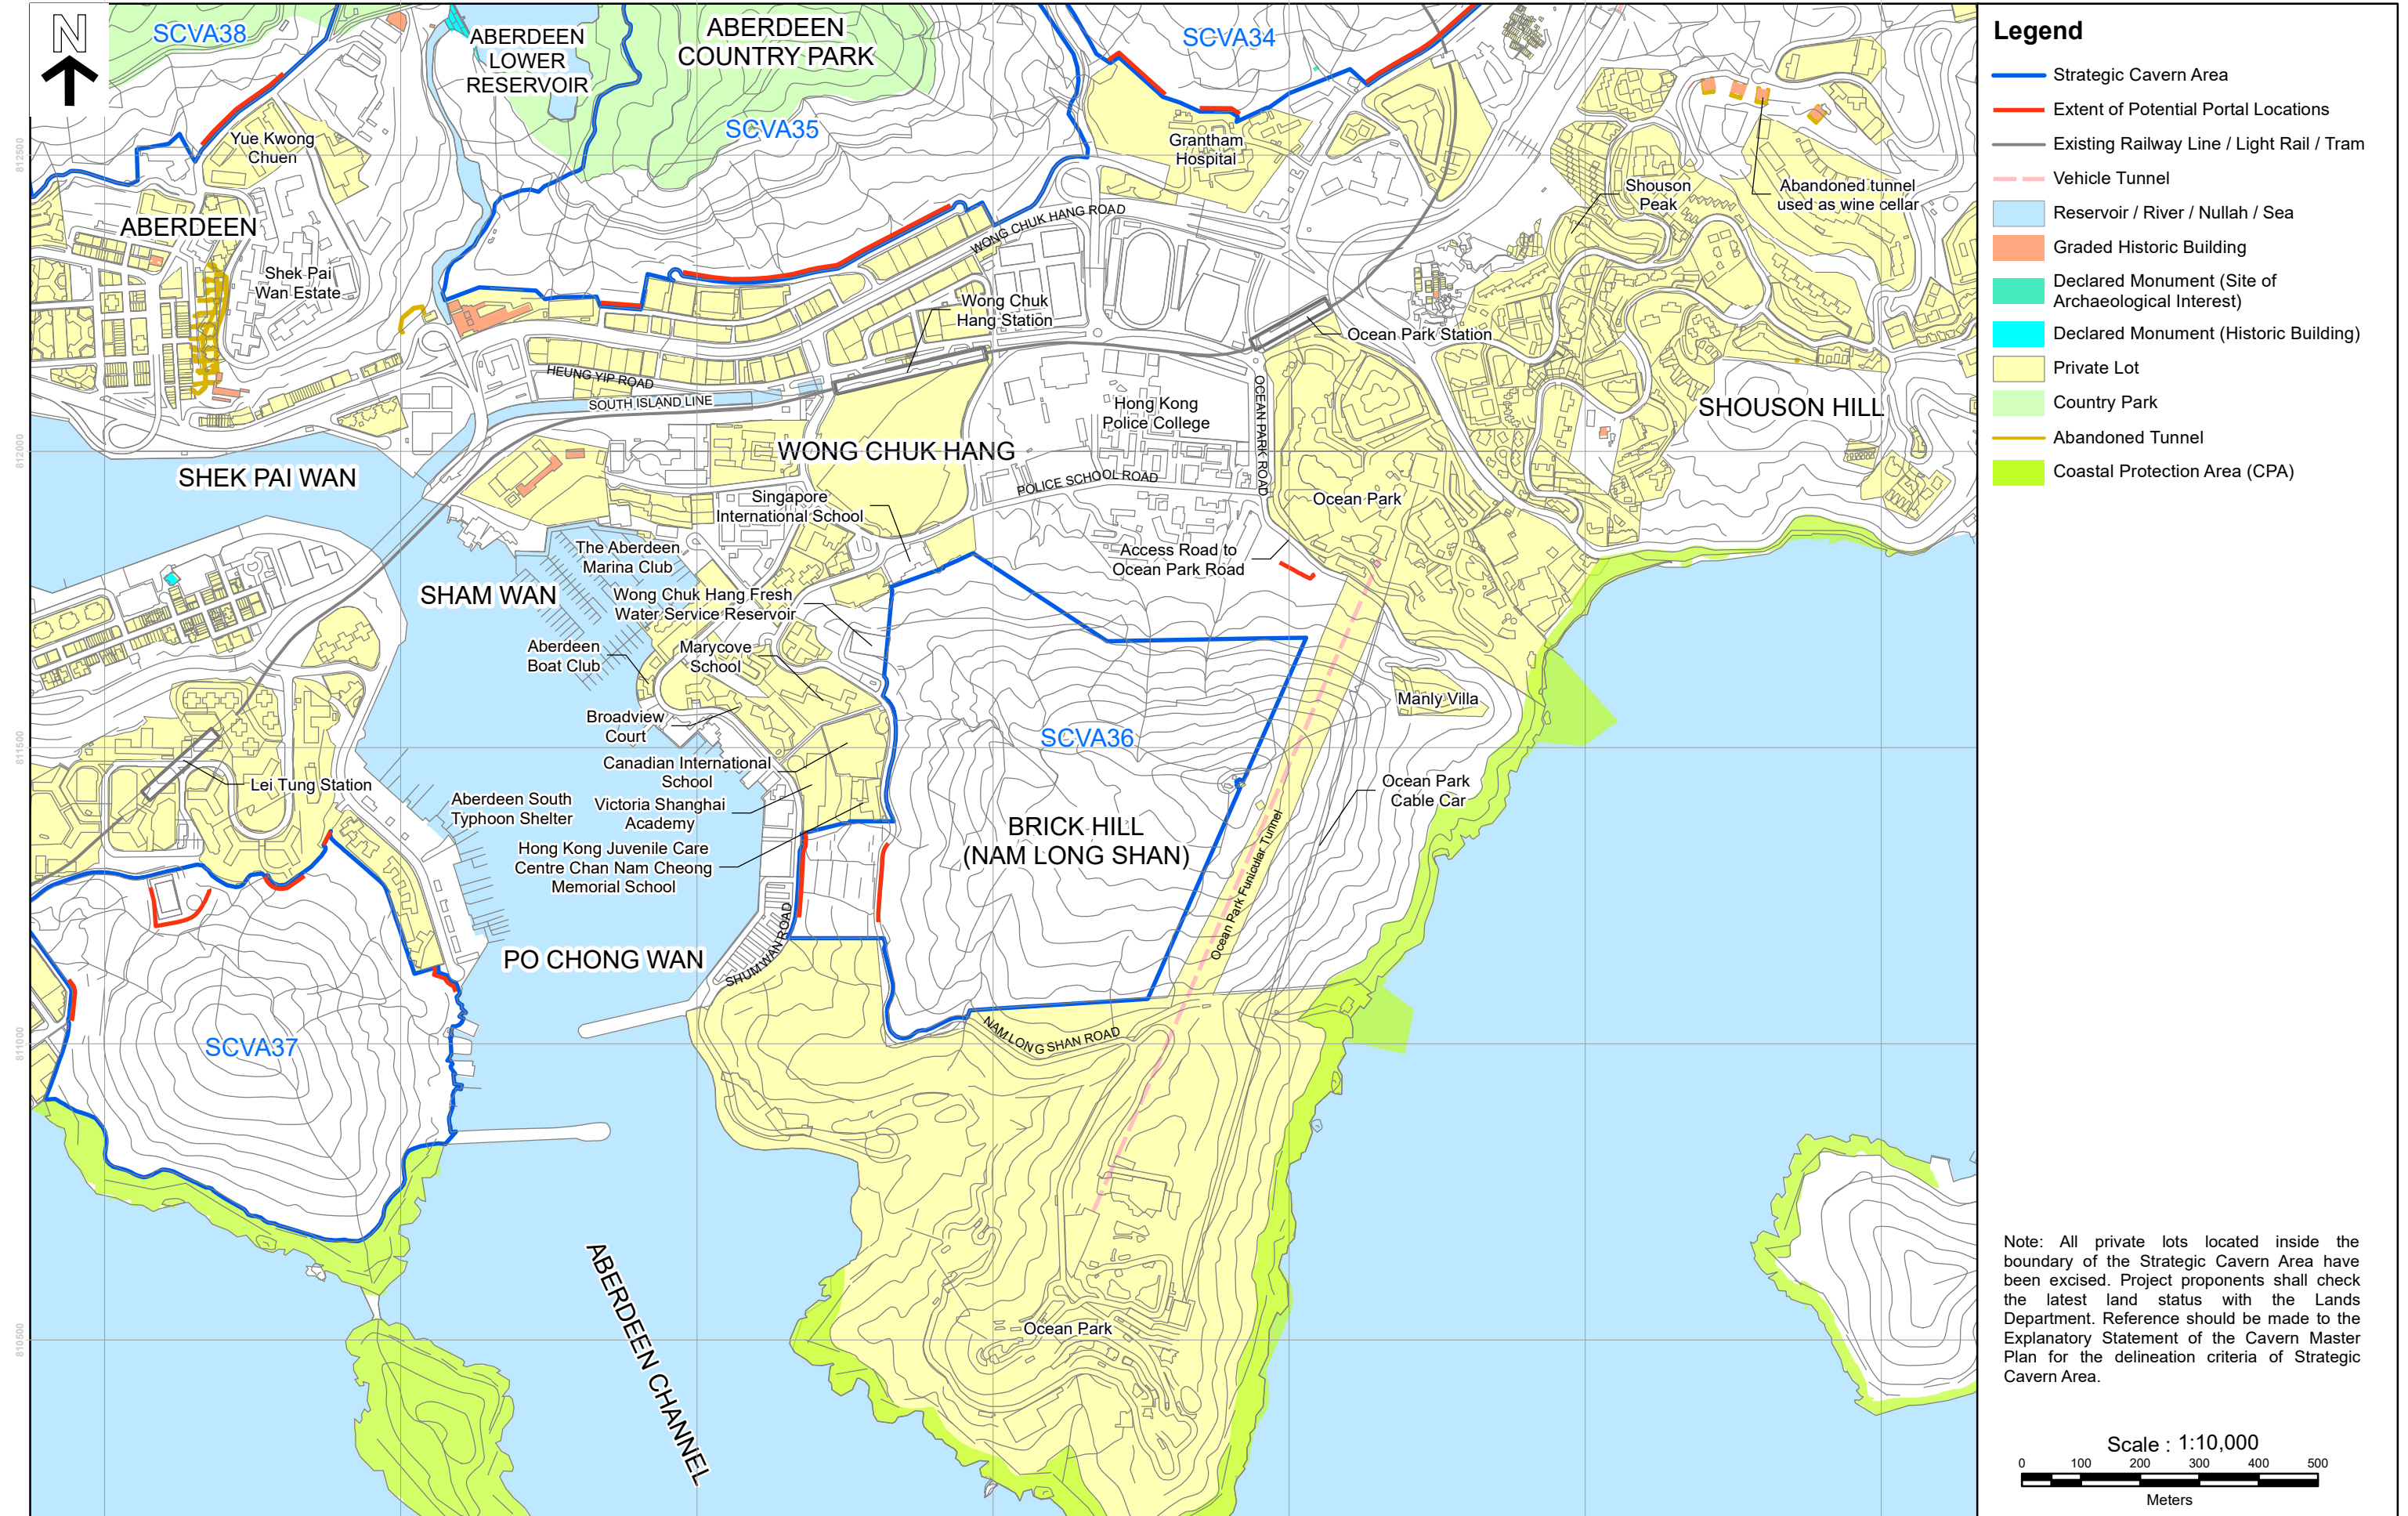 N
SCVA38
ABERDEEN
LOWER
RESERVOIR
ABERDEEN
COUNTRY PARK
SCVA34
SCVA35
Yue Kwong
Chuen
Grantham
Hospital
Shouson
Peak
Abandoned tunnel
used as wine cellar
812500
ABERDEEN
Shek Pai
Wan Estate
WONG CHUK HANG ROAD
Wong Chuk
Hang Station
Ocean Park Station
HEUNG YIP ROAD
SOUTH ISLAND LINE
Hong Kong
Police College
OCEAN PARK ROAD
SHOUSON HILL
812000
SHEK PAI WAN
WONG CHUK HANG
POLICE SCHOOL ROAD
Singapore
International School
Ocean Park
The Aberdeen
Marina Club
Access Road to
Ocean Park Road
SHAM WAN
Wong Chuk Hang Fresh
Water Service Reservoir
Aberdeen
Boat Club
Marycove
School
Manly Villa
Broadview
Court
SCVA36
811500
Canadian International
School
Lei Tung Station
Aberdeen South
Typhoon Shelter
Victoria Shanghai
Academy
Ocean Park
Cable Car
BRICK HILL
(NAM LONG SHAN)
Hong Kong Juvenile Care
Centre Chan Nam Cheong
Memorial School
Ocean Park Funicular Tunnel
SHUM WAN ROAD
PO CHONG WAN
NAM LONG SHAN ROAD
811000
SCVA37
ABERDEEN CHANNEL
810500
Ocean Park
Legend
Strategic Cavern Area
Extent of Potential Portal Locations
Existing Railway Line / Light Rail / Tram
Vehicle Tunnel
Reservoir / River / Nullah / Sea
Graded Historic Building
Declared Monument (Site of
Archaeological Interest)
Declared Monument (Historic Building)
Private Lot
Country Park
Abandoned Tunnel
Coastal Protection Area (CPA)
Note: All private lots located inside the
boundary of the Strategic Cavern Area have
been excised. Project proponents shall check
the latest land status with the Lands
Department. Reference should be made to the
Explanatory Statement of the Cavern Master
Plan for the delineation criteria of Strategic
Cavern Area.
Scale : 1:10,000
0 100 200 300 400 500
Meters